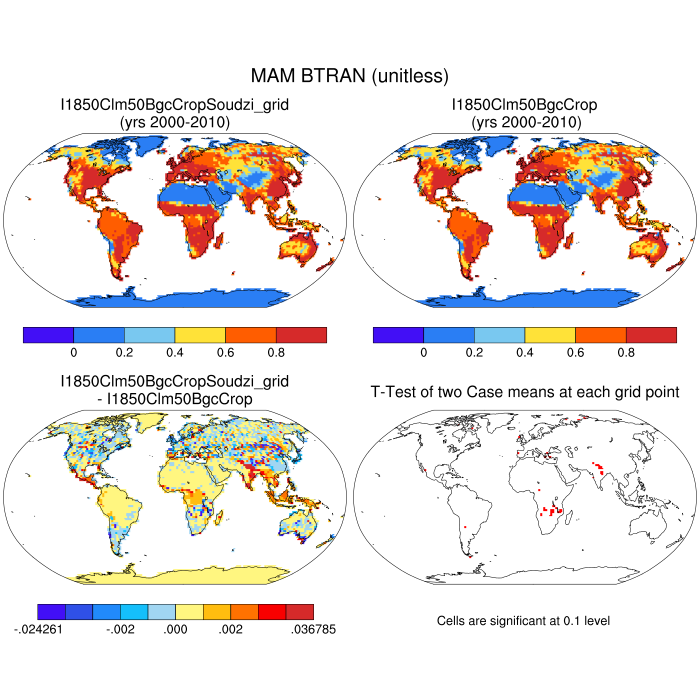 MAM BTRAN (unitless)
I1850Clm50BgcCropSoudzi_grid
(yrs 2000-2010)
I1850Clm50BgcCrop
(yrs 2000-2010)
0 0.2 0.4 0.6 0.8
0 0.2 0.4 0.6 0.8
I1850Clm50BgcCropSoudzi_grid
- I1850Clm50BgcCrop
T-Test of two Case means at each grid point
-.024261 -.002 .000 .002 .036785
Cells are significant at 0.1 level